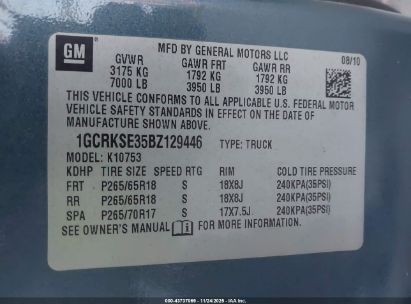 GM
MFD BY GENERAL MOTORS LLC
GVWR GAWR FRT GAWR RR 08/10
3175 KG 1792 KG 1792 KG
7000 LB 3950 LB 3950 LB
THIS VEHICLE CONFORMS TO ALL APPLICABLE U.S. FEDERAL MOTOR
VEHICLE SAFETY STANDARDS IN EFFECT ON THE DATE OF
MANUFACTURE SHOWN ABOVE.
1GCRKSE35BZ129446 TYPE: TRUCK
MODEL: K10753
KDHP TIRE SIZE SPEED RTG RIM COLD TIRE PRESSURE
FRT P265/65R18 S 18X8J 240KPA(35PSI)
RR P265/65R18 S 18X8J 240KPA(35PSI)
SPA P265/70R17 S 17X7.5J 240KPA(35PSI)
SEE OWNER'S MANUAL FOR MORE INFORMATION.